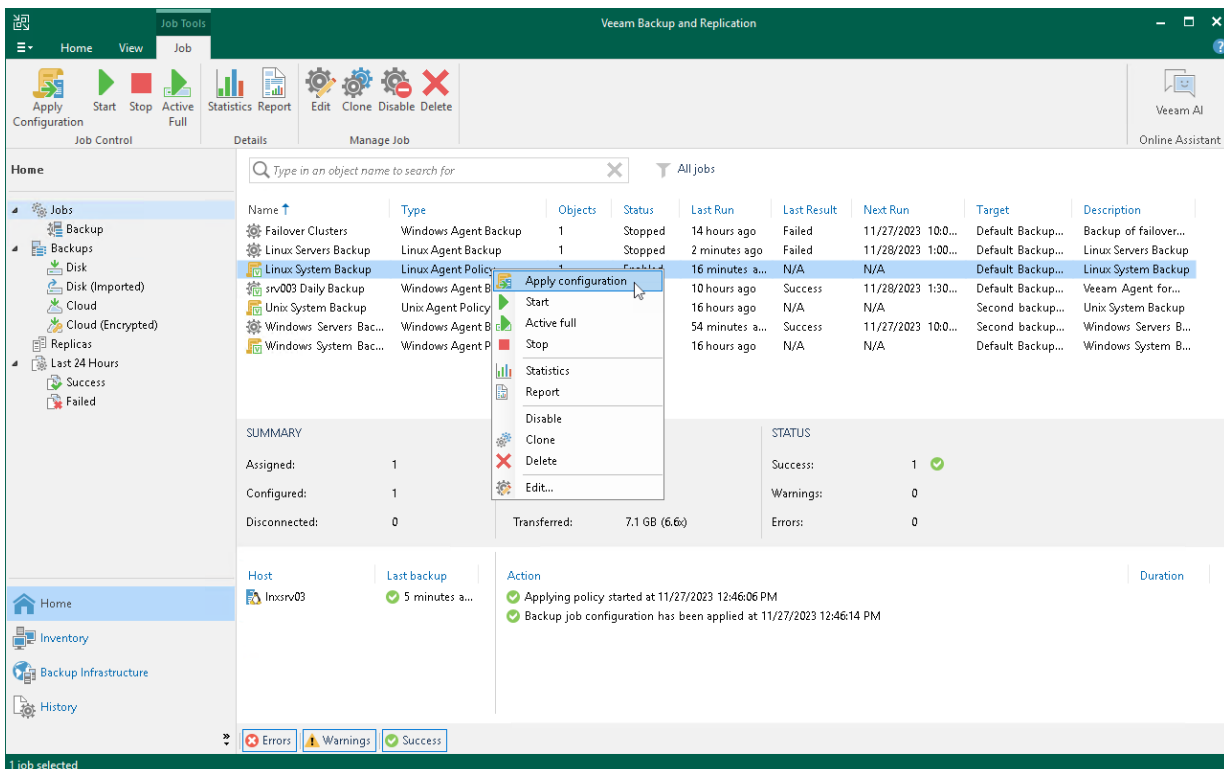 Job Tools
Veeam Backup and Replication
Home View Job
Apply Configuration
Start
Stop
Active Full
Statistics
Report
Edit
Clone
Disable
Delete
Veeam AI
Job Control
Details
Manage Job
Online Assistant
Home
Type in an object name to search for
All jobs
Jobs
Backup
Backups
Disk
Disk (Imported)
Cloud
Cloud (Encrypted)
Replicas
Last 24 Hours
Success
Failed
Name Type Objects Status Last Run Last Result Next Run Target Description
Failover Clusters Windows Agent Backup 1 Stopped 14 hours ago Failed 11/27/2023 10:0... Default Backup... Backup of failover...
Linux Servers Backup Linux Agent Backup 1 Stopped 2 minutes ago Failed 11/28/2023 1:00... Default Backup... Linux Servers Backup
Linux System Backup Linux Agent Policy 1 Enabled 16 minutes a... N/A N/A Default Backup... Linux System Backup
srv003 Daily Backup Windows Agent B 10 hours ago Success 11/28/2023 1:30... Default Backup... Veeam Agent for...
Unix System Backup Unix Agent Policy 16 hours ago N/A N/A Second backup... Unix System Backup
Windows Servers Bac... Windows Agent B 54 minutes a... Success 11/27/2023 10:0... Second backup... Windows Servers B...
Windows System Bac... Windows Agent P 16 hours ago N/A N/A Default Backup... Windows System B...
Apply configuration
Start
Active full
Stop
Statistics
Report
Disable
Clone
Delete
Edit...
SUMMARY
Assigned: 1
Configured: 1
Disconnected: 0
Transferred: 7.1 GB (6.6x)
STATUS
Success: 1
Warnings: 0
Errors: 0
Host Last backup
lnxsrv03 5 minutes a...
Action Duration
Applying policy started at 11/27/2023 12:46:06 PM
Backup job configuration has been applied at 11/27/2023 12:46:14 PM
Home
Inventory
Backup Infrastructure
History
Errors Warnings Success
1 job selected